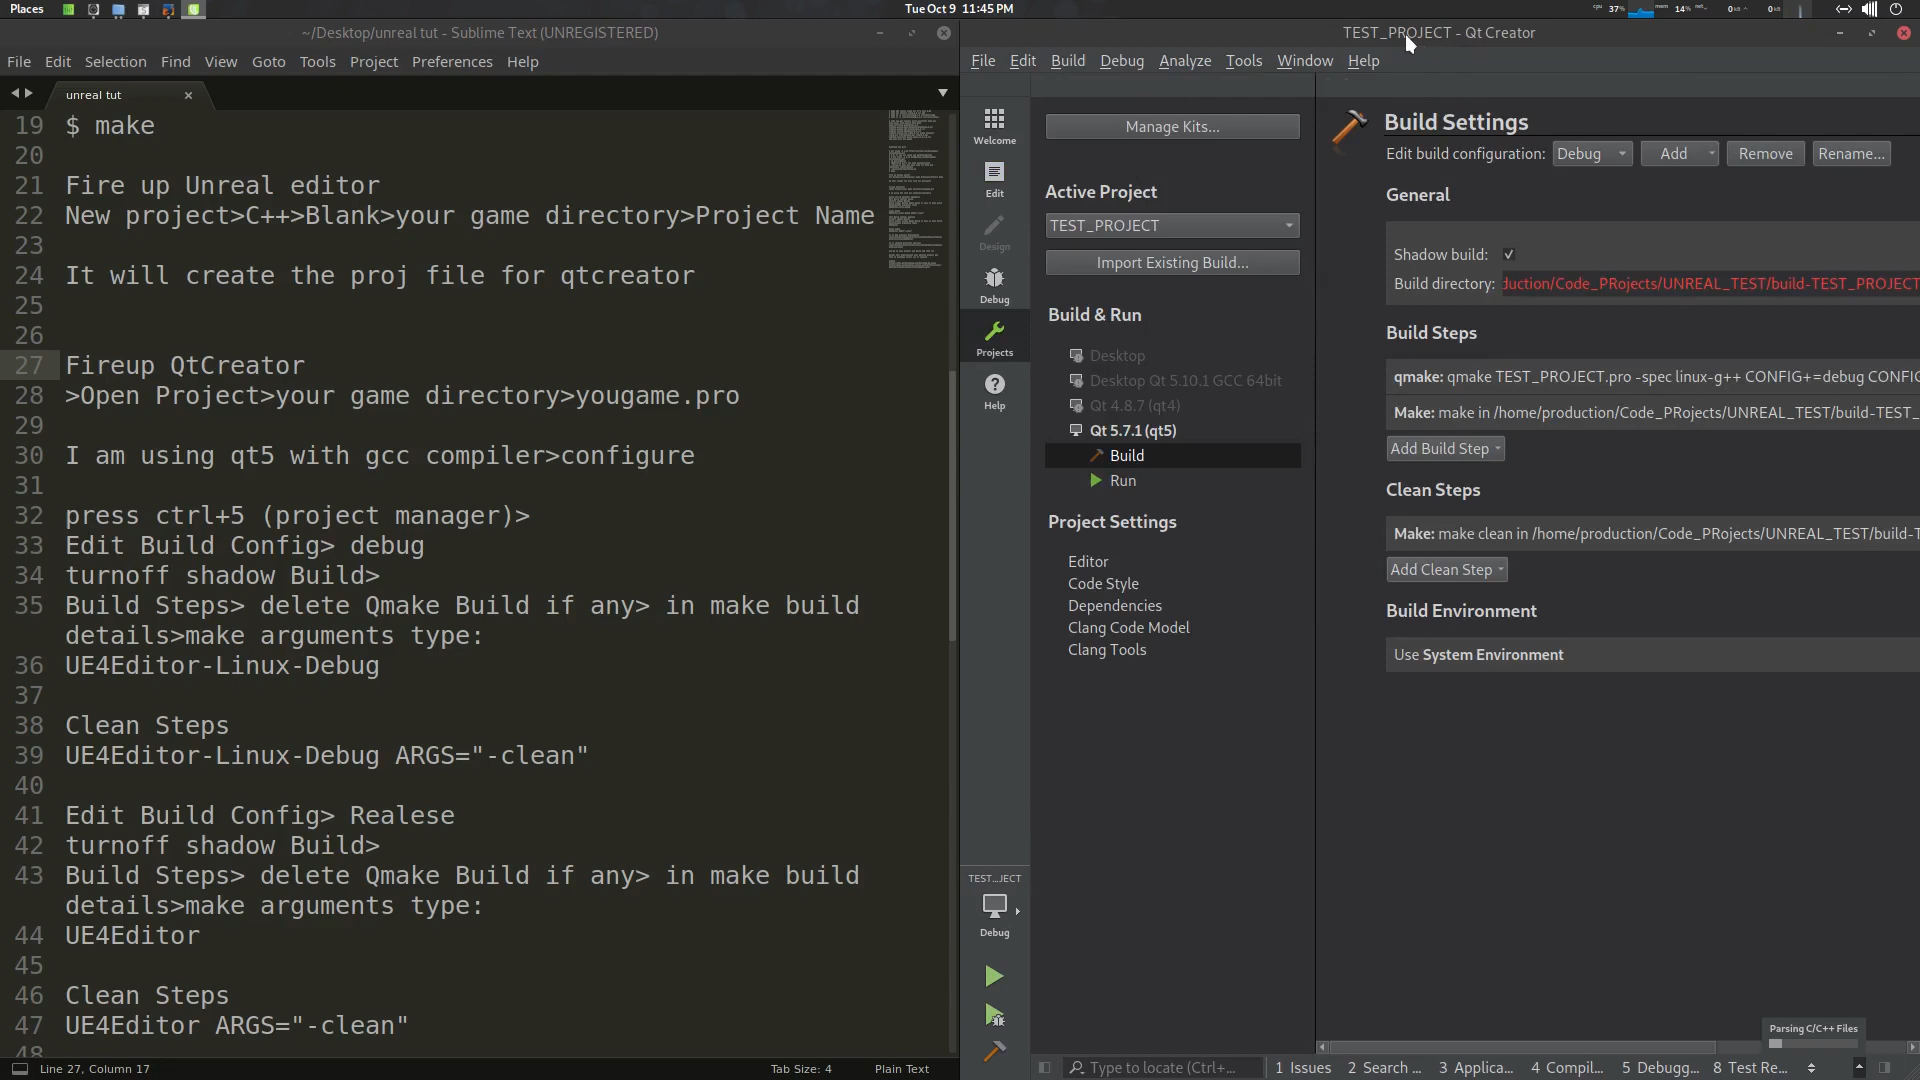 Places
Tue Oct 9 11:45 PM
cpu 37% mem 14% net 0 kB 0 kB
~/Desktop/unreal tut - Sublime Text (UNREGISTERED)
File Edit Selection Find View Goto Tools Project Preferences Help
unreal tut
19 $ make
20
21 Fire up Unreal editor
22 New project>C++>Blank>your game directory>Project Name
23
24 It will create the proj file for qtcreator
25
26
27 Fireup QtCreator
28 >Open Project>your game directory>yougame.pro
29
30 I am using qt5 with gcc compiler>configure
31
32 press ctrl+5 (project manager)>
33 Edit Build Config> debug
34 turnoff shadow Build>
35 Build Steps> delete Qmake Build if any> in make build
details>make arguments type:
36 UE4Editor-Linux-Debug
37
38 Clean Steps
39 UE4Editor-Linux-Debug ARGS="-clean"
40
41 Edit Build Config> Realese
42 turnoff shadow Build>
43 Build Steps> delete Qmake Build if any> in make build
details>make arguments type:
44 UE4Editor
45
46 Clean Steps
47 UE4Editor ARGS="-clean"
48
Line 27, Column 17
Tab Size: 4
Plain Text
TEST_PROJECT - Qt Creator
File Edit Build Debug Analyze Tools Window Help
Welcome
Edit
Design
Debug
Projects
Help
TEST...JECT
Debug
Manage Kits...
Active Project
TEST_PROJECT
Import Existing Build...
Build & Run
Desktop
Desktop Qt 5.10.1 GCC 64bit
Qt 4.8.7 (qt4)
Qt 5.7.1 (qt5)
Build
Run
Project Settings
Editor
Code Style
Dependencies
Clang Code Model
Clang Tools
Build Settings
Edit build configuration: Debug Add Remove Rename...
General
Shadow build:
Build directory: duction/Code_PRojects/UNREAL_TEST/build-TEST_PROJECT
Build Steps
qmake: qmake TEST_PROJECT.pro -spec linux-g++ CONFIG+=debug CONFIG
Make: make in /home/production/Code_PRojects/UNREAL_TEST/build-TEST_
Add Build Step
Clean Steps
Make: make clean in /home/production/Code_PRojects/UNREAL_TEST/build-T
Add Clean Step
Build Environment
Use System Environment
Parsing C/C++ Files
Type to locate (Ctrl+...
1 Issues 2 Search ... 3 Applica... 4 Compil... 5 Debugg... 8 Test Re...